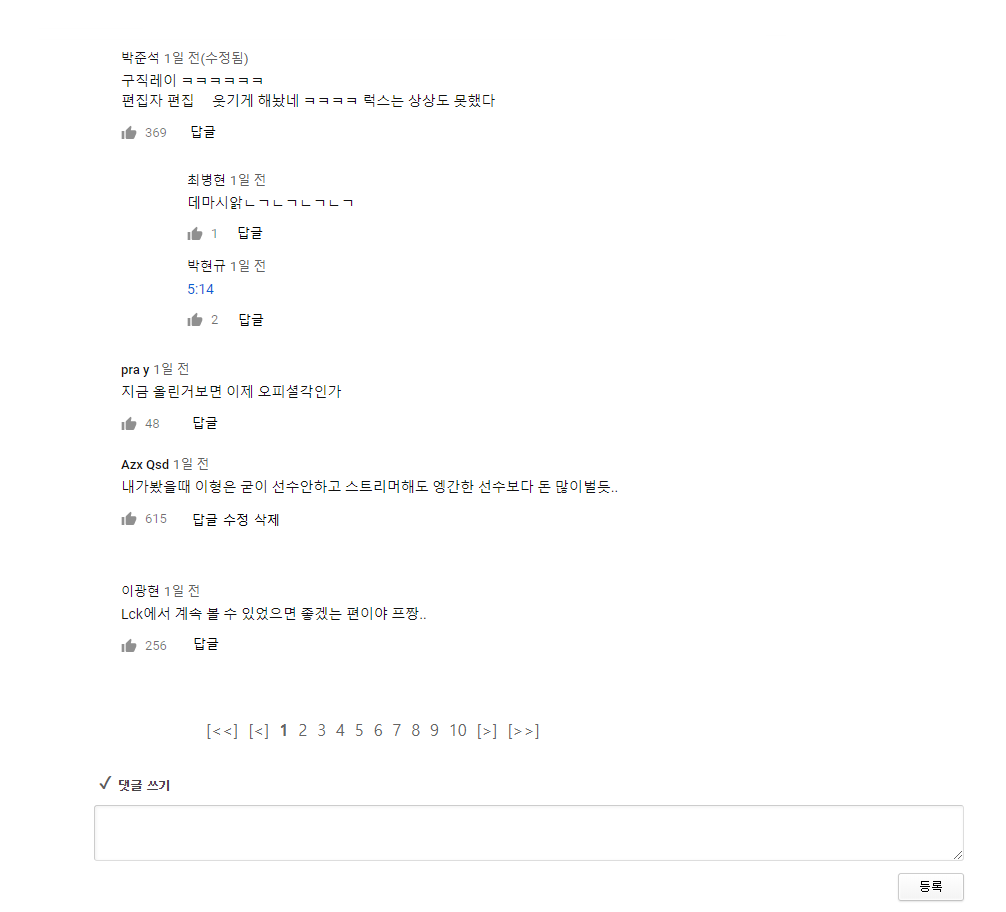 박준석 1일 전(수정됨)
구직레이 ㅋㅋㅋㅋㅋㅋ
편집자 편집 웃기게 해놨네 ㅋㅋㅋㅋ 럭스는 상상도 못했다
369 답글
최병현 1일 전
데마시앍ㄴㄱㄴㄱㄴㄱㄴㄱ
1 답글
박현규 1일 전
5:14
2 답글
pra y 1일 전
지금 올린거보면 이제 오피셜각인가
48 답글
Azx Qsd 1일 전
내가봤을때 이형은 굳이 선수안하고 스트리머해도 엥간한 선수보다 돈 많이벌듯..
615 답글 수정 삭제
이광현 1일 전
Lck에서 계속 볼 수 있었으면 좋겠는 편이야 프짱..
256 답글
[<<] [<] 1 2 3 4 5 6 7 8 9 10 [>] [>>]
✓ 댓글 쓰기
등록